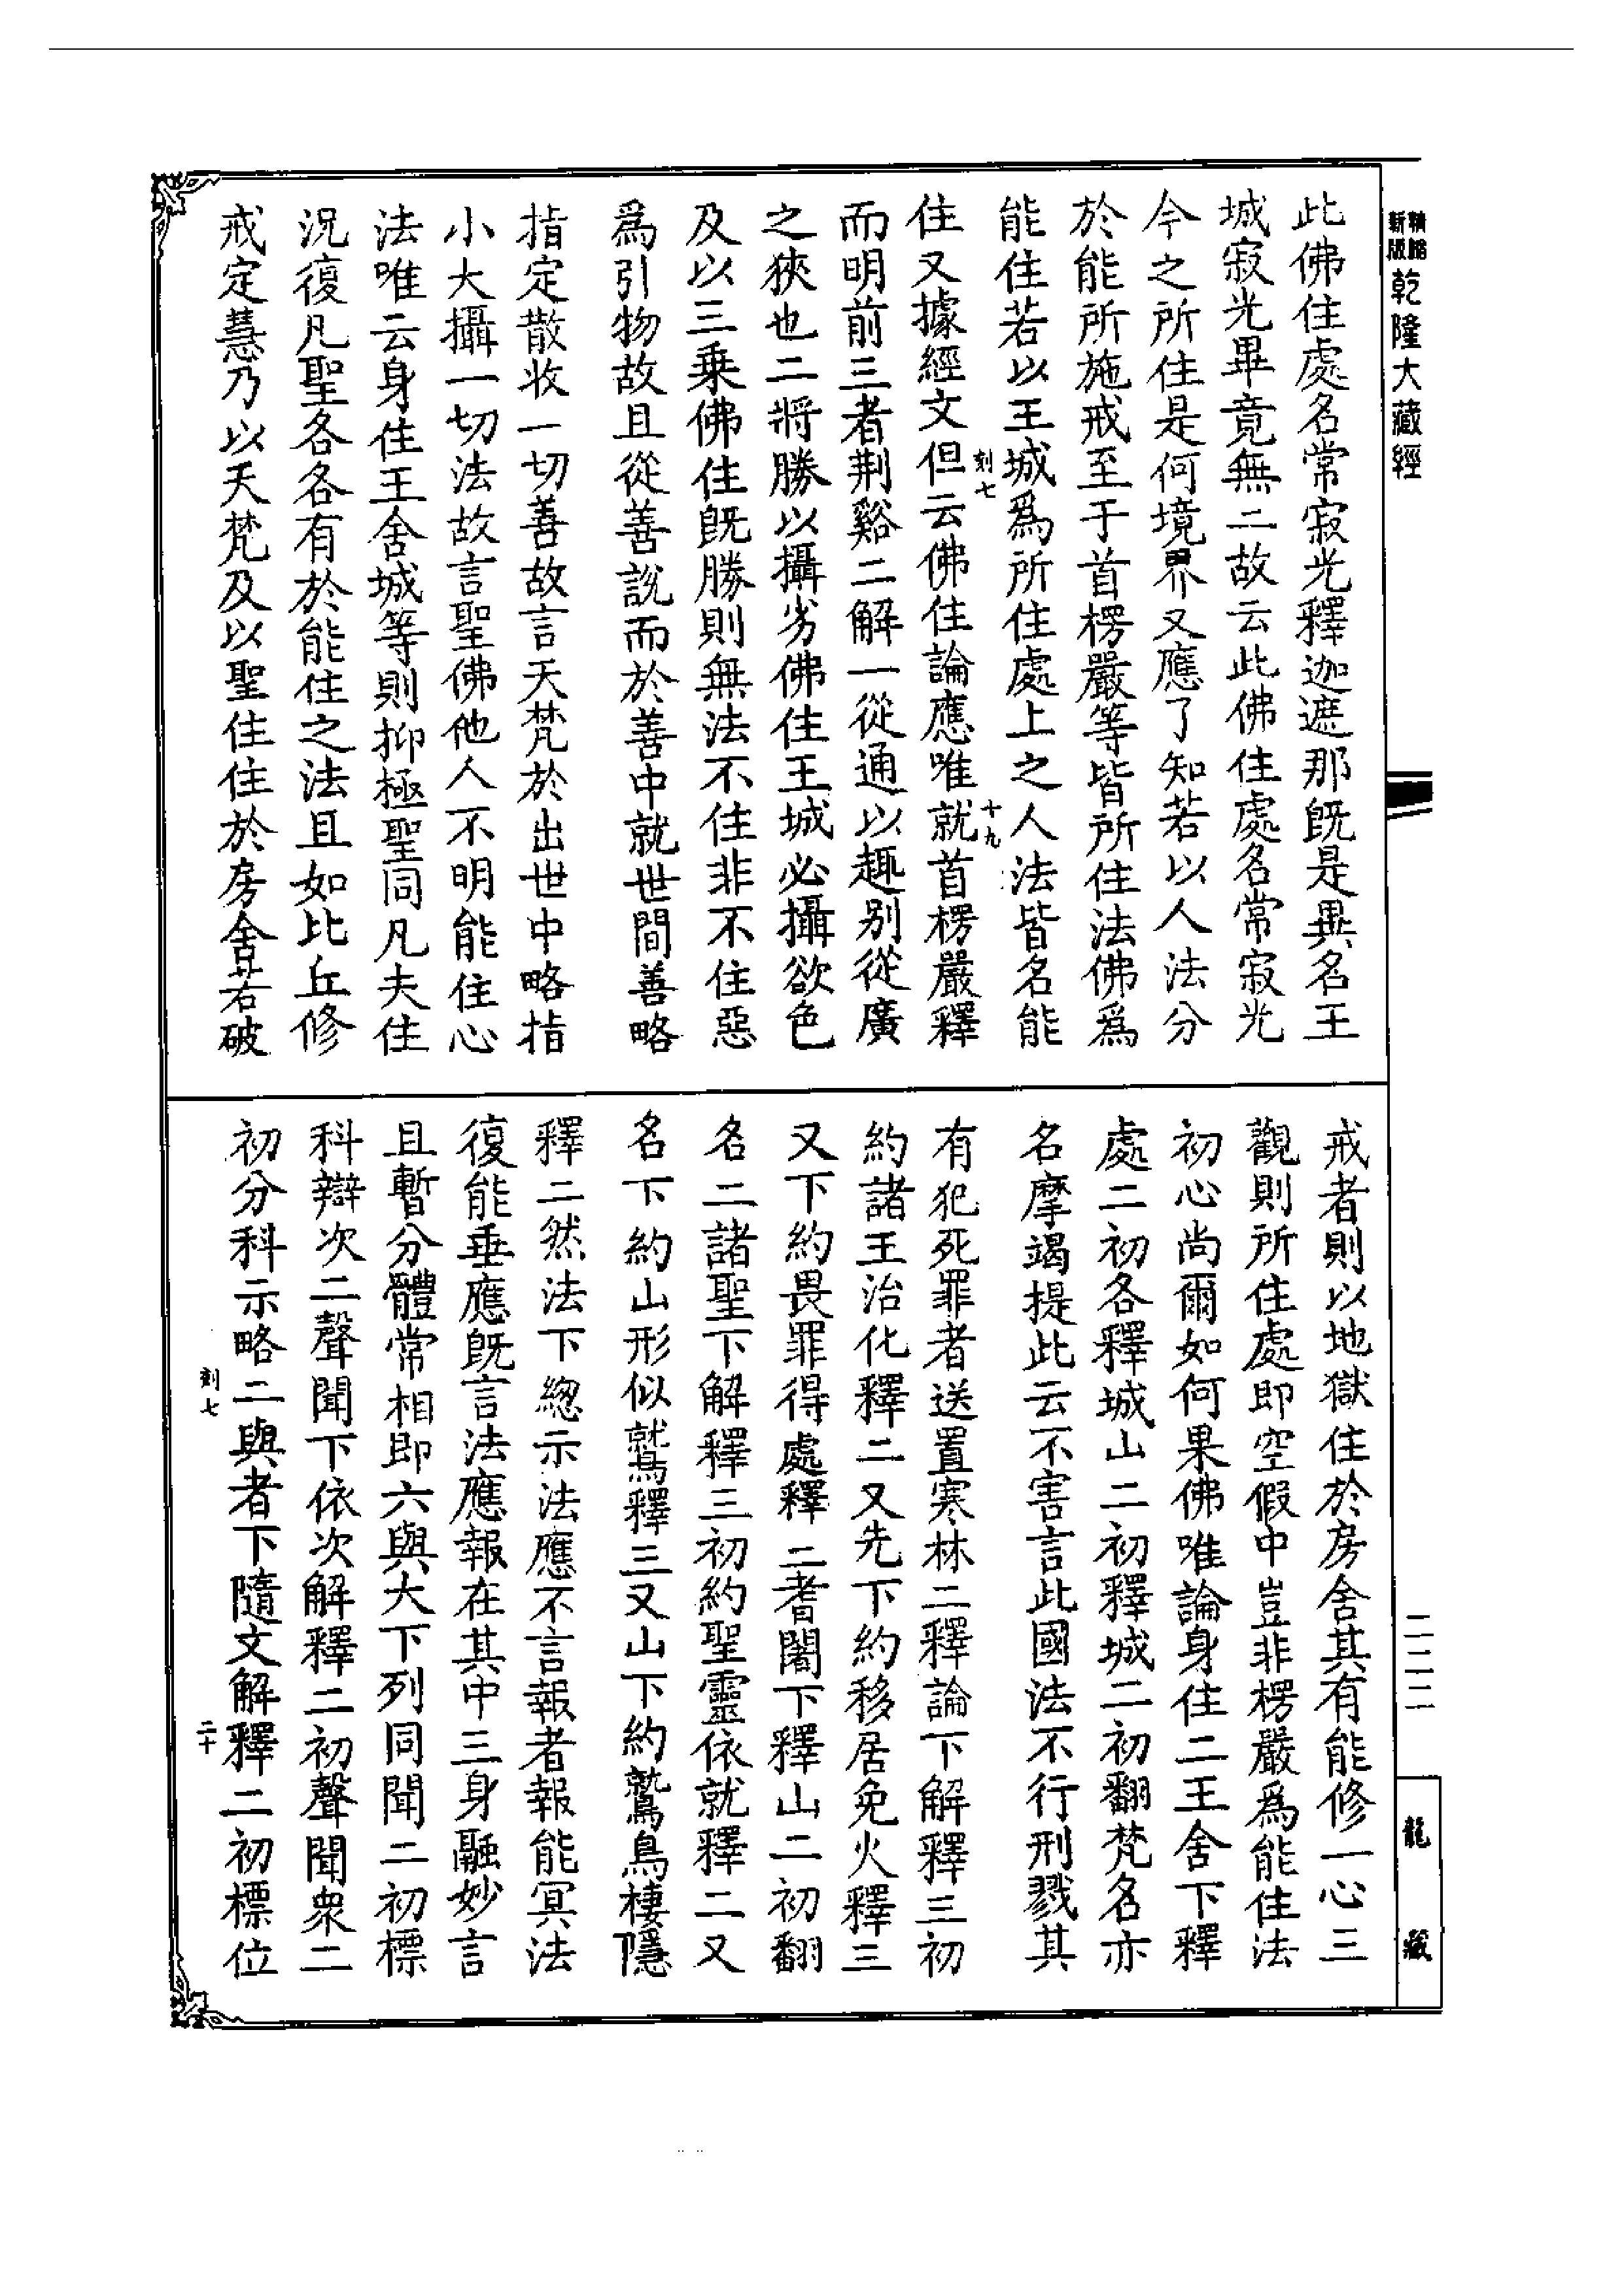 精縮新版乾隆大藏經
此佛住處名常寂光釋迦遮那旣是異名王
城寂光畢竟無二故云此佛住處名常寂光
今之所住是何境界又應了知若以人法分
於能所施戒至于首楞嚴等皆所住法佛爲
能住若以王城爲所住處上之人法皆名能
刻七
十九
住又據經文但云佛住論應唯就首楞嚴釋
而明前三者荆谿二解一從通以趣別從廣
之狹也二將勝以攝劣佛住王城必攝欲色
及以三乗佛住旣勝則無法不住非不住惡
爲引物故且從善說而於善中就世間善略
指定散收一切善故言天梵於出世中略指
小大攝一切法故言聖佛他人不明能住心
法唯云身住王舍城等則抑極聖同凡夫住
況復凡聖各各有於能住之法且如比丘修
戒定慧乃以天梵及以聖住住於房舍若破
二二二
龍藏
戒者則以地獄住於房舍其有能修一心三
觀則所住處即空假中豈非楞嚴爲能住法
初心尚爾如何果佛唯論身住二王舍下釋
處二初各釋城山二初釋城二初翻梵名亦
名摩竭提此云不害言此國法不行刑戮其
有犯死罪者送置寒林二釋論下解釋三初
約諸王治化釋二又先下約移居免火釋三
又下約畏罪得處釋二耆闍下釋山二初翻
名二諸聖下解釋三初約聖靈依就釋二又
名下約山形似鷲釋三又山下約鷲鳥棲隱
釋二然法下總示法應不言報者報能冥法
復能垂應旣言法應報在其中三身融妙言
且暫分體常相即六與大下列同聞二初標
科辯次二聲聞下依次解釋二初聲聞衆二
初分科示略二與者下隨文解釋二初標位
刻七
二十